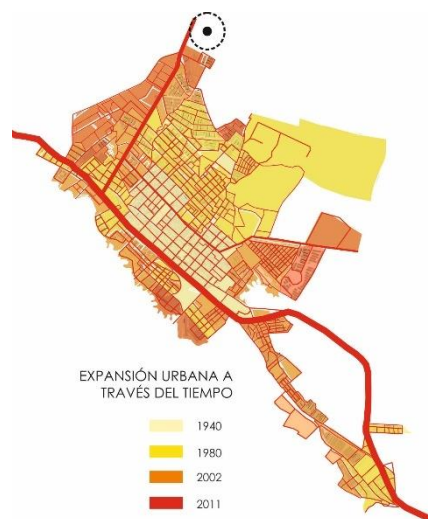 EXPANSIÓN URBANA A
TRAVÉS DEL TIEMPO
1940
1980
2002
2011